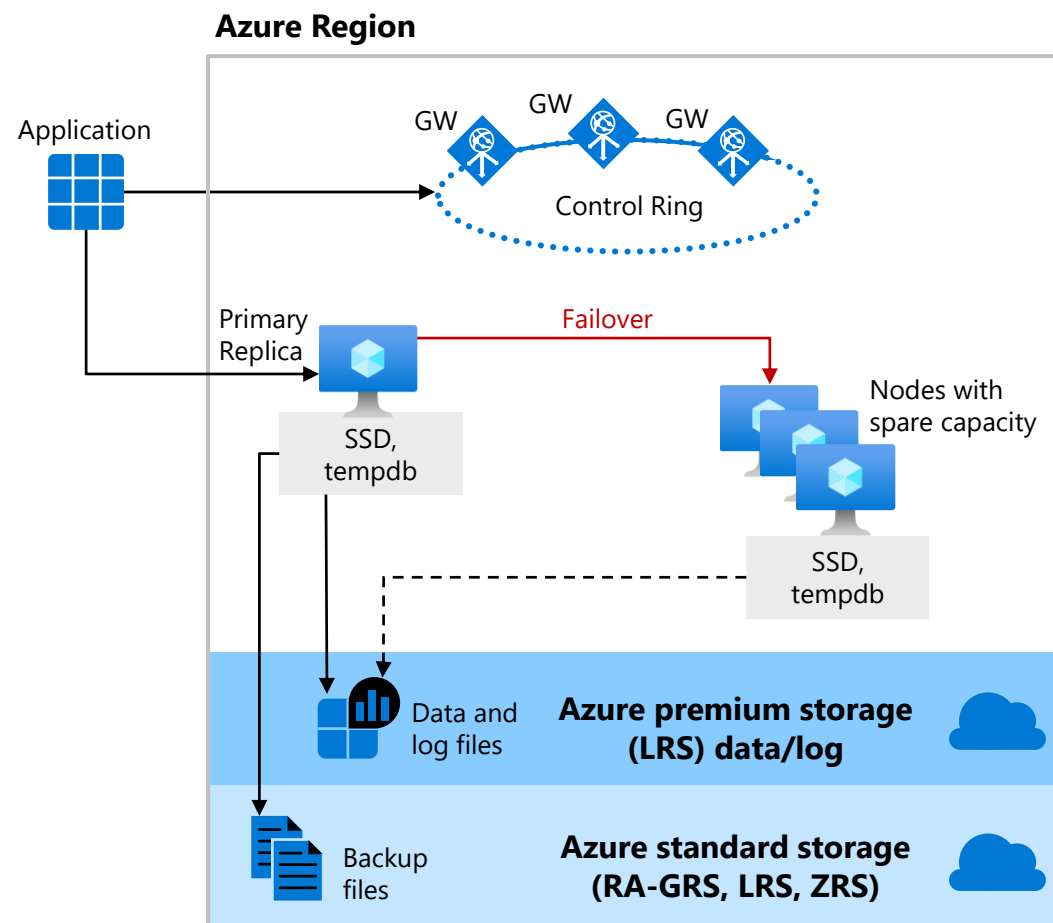 Azure Region
Application
GW
GW
GW
Control Ring
Primary
Replica
Failover
Nodes with
spare capacity
SSD,
tempdb
SSD,
tempdb
Data and
log files
Azure premium storage
(LRS) data/log
Backup
files
Azure standard storage
(RA-GRS, LRS, ZRS)